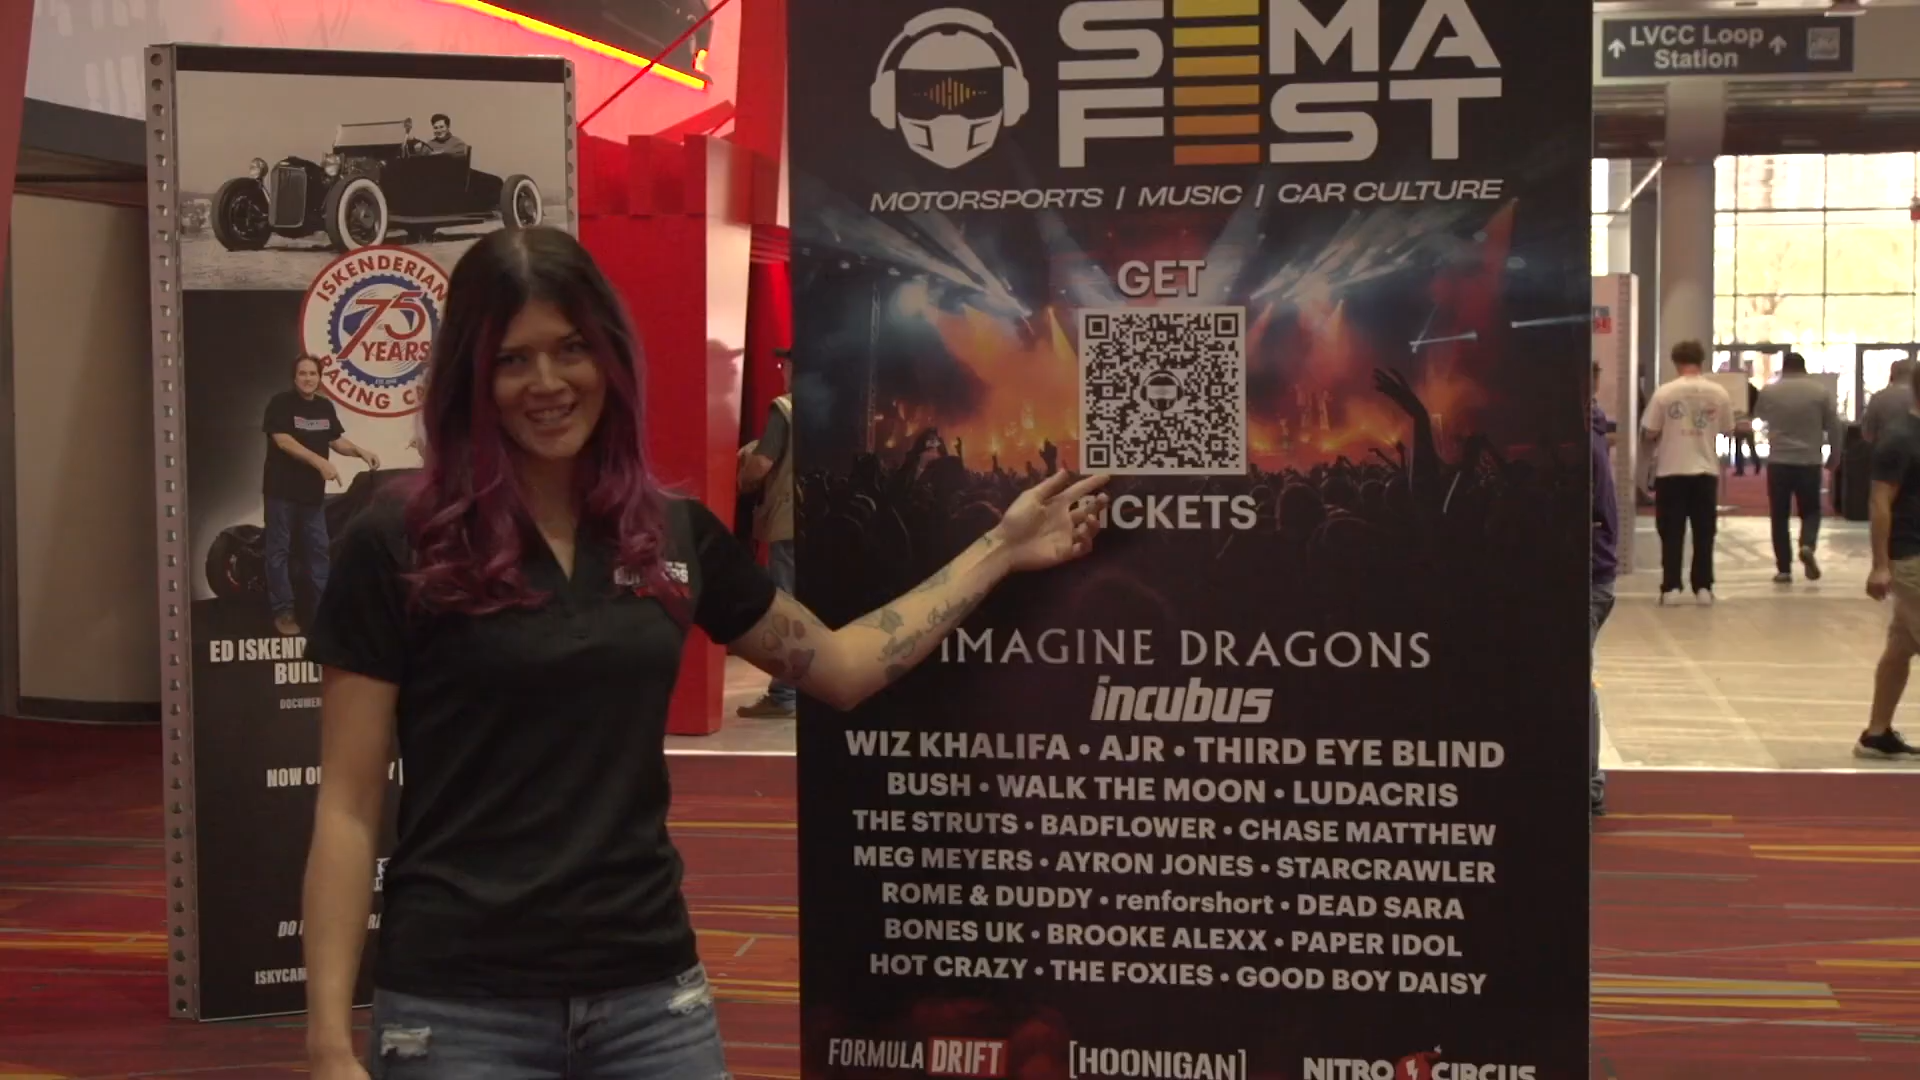 SEMA
FEST
MOTORSPORTS | MUSIC | CAR CULTURE
GET
TICKETS
IMAGINE DRAGONS
incubus
WIZ KHALIFA • AJR • THIRD EYE BLIND
BUSH • WALK THE MOON • LUDACRIS
THE STRUTS • BADFLOWER • CHASE MATTHEW
MEG MEYERS • AYRON JONES • STARCRAWLER
ROME & DUDDY • renforshort • DEAD SARA
BONES UK • BROOKE ALEXX • PAPER IDOL
HOT CRAZY • THE FOXIES • GOOD BOY DAISY
FORMULA DRIFT
[HOONIGAN]
NITRO CIRCUS
LVCC Loop
Station
ISKENDERIAN
75
YEARS
RACING
ED
NOW